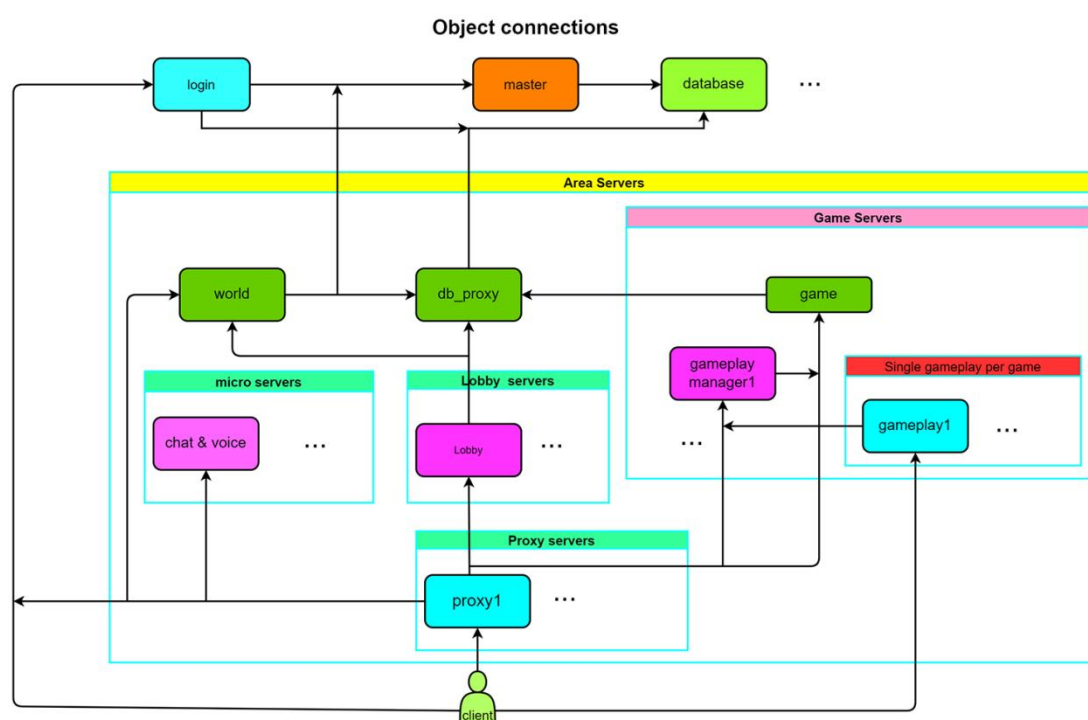 Object connections
login
master
database
...
Area Servers
Game Servers
world
db_proxy
game
gameplay
manager1
Single gameplay per game
micro servers
Lobby  servers
gameplay1
...
chat & voice
...
Lobby
...
...
Proxy servers
proxy1
...
client